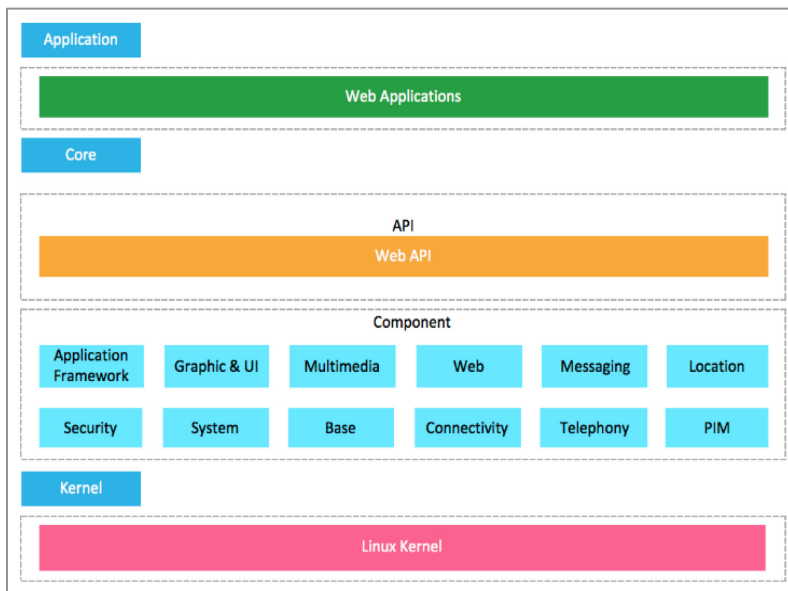 Application
Web Applications
Core
API
Web API
Component
Application
Framework
Graphic & UI
Multimedia
Web
Messaging
Location
Security
System
Base
Connectivity
Telephony
PIM
Kernel
Linux Kernel